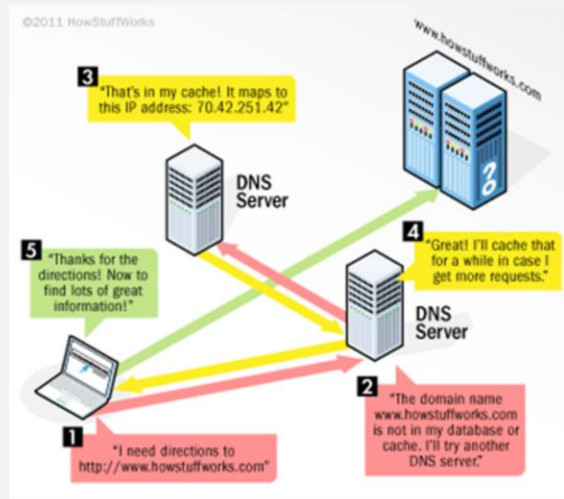 ©2011 HowStuffWorks
www.howstuffworks.com
3
"That's in my cache! It maps to
this IP address: 70.42.251.42"
DNS
Server
?
5
"Thanks for the
directions! Now to
find lots of great
information!"
4
"Great! I'll cache that
for a while in case I
get more requests."
DNS
Server
1
"I need directions to
http://www.howstuffworks.com"
2
"The domain name
www.howstuffworks.com
is not in my database or
cache. I'll try another
DNS server."